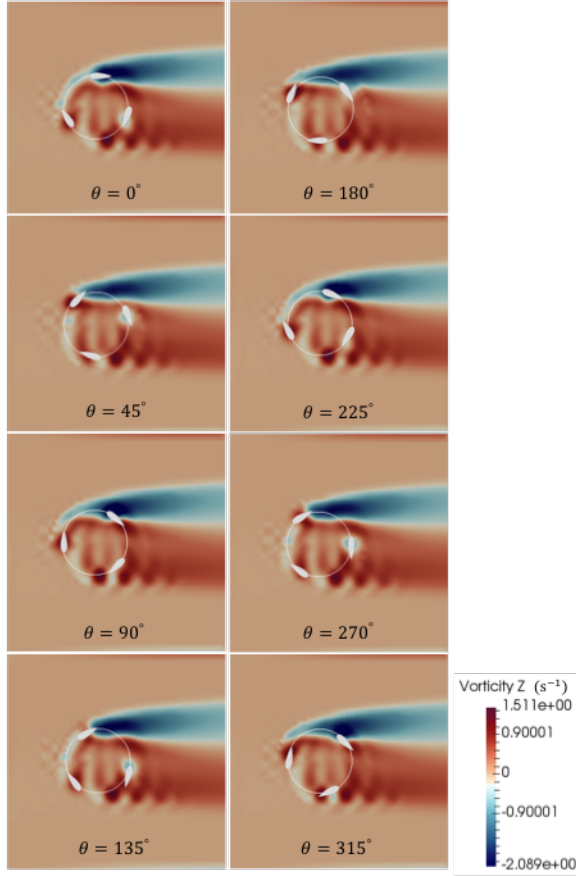 θ = 0°
θ = 180°
θ = 45°
θ = 225°
θ = 90°
θ = 270°
θ = 135°
θ = 315°
Vorticity Z (s⁻¹)
1.511e+00
0.90001
0
-0.90001
-2.089e+00